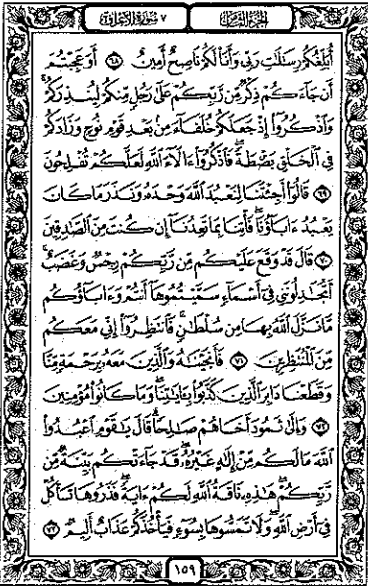 الجزء الثامن ٧ سورة الأعراف
أُبَلِّغُكُمْ رِسَٰلَٰتِ رَبِّى وَأَنَا۠ لَكُمْ نَاصِحٌ أَمِينٌ ﴿٦٨﴾ أَوَعَجِبْتُمْ
أَن جَآءَكُمْ ذِكْرٌ مِّن رَّبِّكُمْ عَلَىٰ رَجُلٍ مِّنكُمْ لِيُنذِرَكُمْ ۚ
وَٱذْكُرُوٓا۟ إِذْ جَعَلَكُمْ خُلَفَآءَ مِنۢ بَعْدِ قَوْمِ نُوحٍ وَزَادَكُمْ
فِى ٱلْخَلْقِ بَصْۜطَةً ۖ فَٱذْكُرُوٓا۟ ءَالَآءَ ٱللَّهِ لَعَلَّكُمْ تُفْلِحُونَ
﴿٦٩﴾ قَالُوٓا۟ أَجِئْتَنَا لِنَعْبُدَ ٱللَّهَ وَحْدَهُۥ وَنَذَرَ مَا كَانَ
يَعْبُدُ ءَابَآؤُنَا ۖ فَأْتِنَا بِمَا تَعِدُنَآ إِن كُنتَ مِنَ ٱلصَّٰدِقِينَ
﴿٧٠﴾ قَالَ قَدْ وَقَعَ عَلَيْكُم مِّن رَّبِّكُمْ رِجْسٌ وَغَضَبٌ ۖ
أَتُجَٰدِلُونَنِى فِىٓ أَسْمَآءٍ سَمَّيْتُمُوهَآ أَنتُمْ وَءَابَآؤُكُم
مَّا نَزَّلَ ٱللَّهُ بِهَا مِن سُلْطَٰنٍ ۚ فَٱنتَظِرُوٓا۟ إِنِّى مَعَكُم
مِّنَ ٱلْمُنتَظِرِينَ ﴿٧١﴾ فَأَنجَيْنَٰهُ وَٱلَّذِينَ مَعَهُۥ بِرَحْمَةٍ مِّنَّا
وَقَطَعْنَا دَابِرَ ٱلَّذِينَ كَذَّبُوا۟ بِـَٔايَٰتِنَا ۖ وَمَا كَانُوا۟ مُؤْمِنِينَ
﴿٧٢﴾ وَإِلَىٰ ثَمُودَ أَخَاهُمْ صَٰلِحًا ۗ قَالَ يَٰقَوْمِ ٱعْبُدُوا۟
ٱللَّهَ مَا لَكُم مِّنْ إِلَٰهٍ غَيْرُهُۥ ۖ قَدْ جَآءَتْكُم بَيِّنَةٌ مِّن
رَّبِّكُمْ ۖ هَٰذِهِۦ نَاقَةُ ٱللَّهِ لَكُمْ ءَايَةً ۖ فَذَرُوهَا تَأْكُلْ
فِىٓ أَرْضِ ٱللَّهِ ۖ وَلَا تَمَسُّوهَا بِسُوٓءٍ فَيَأْخُذَكُمْ عَذَابٌ أَلِيمٌ ﴿٧٣﴾
١٥٩